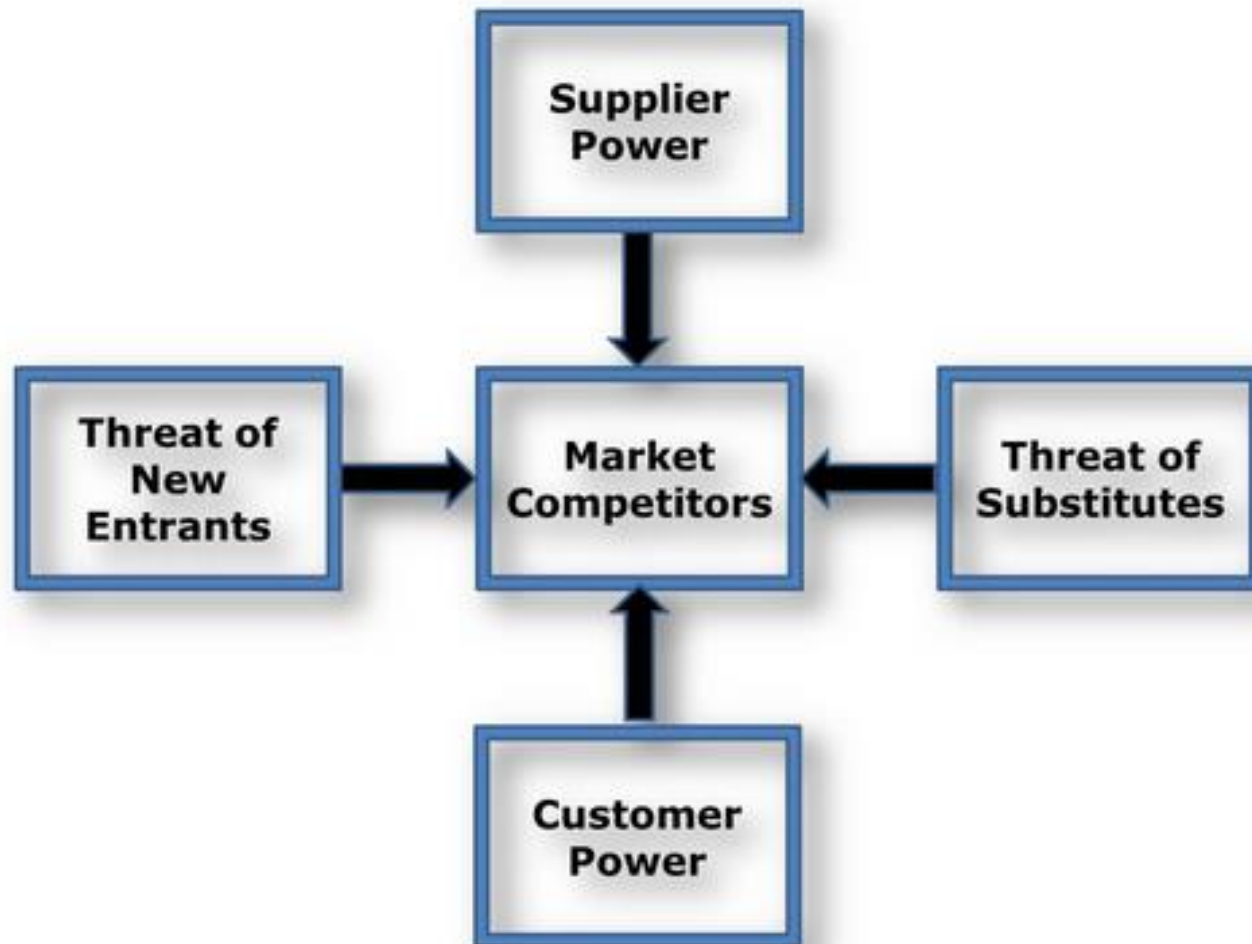 Supplier
Power
Threat of
New
Entrants
Market
Competitors
Threat of
Substitutes
Customer
Power